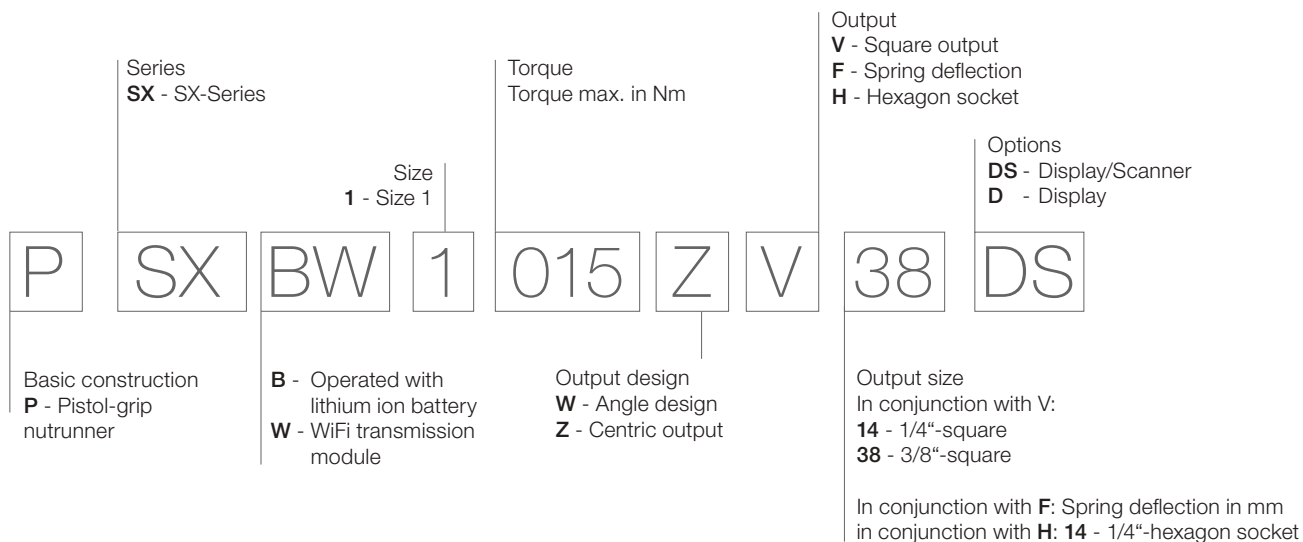 Output
V - Square output
F - Spring deflection
H - Hexagon socket
Series
SX - SX-Series
Torque
Torque max. in Nm
Options
DS - Display/Scanner
D - Display
Size
1 - Size 1
P SX BW 1 015 Z V 38 DS
Basic construction
P - Pistol-grip
nutrunner
B - Operated with
lithium ion battery
W - WiFi transmission
module
Output design
W - Angle design
Z - Centric output
Output size
In conjunction with V:
14 - 1/4“-square
38 - 3/8“-square
In conjunction with F: Spring deflection in mm
in conjunction with H: 14 - 1/4“-hexagon socket